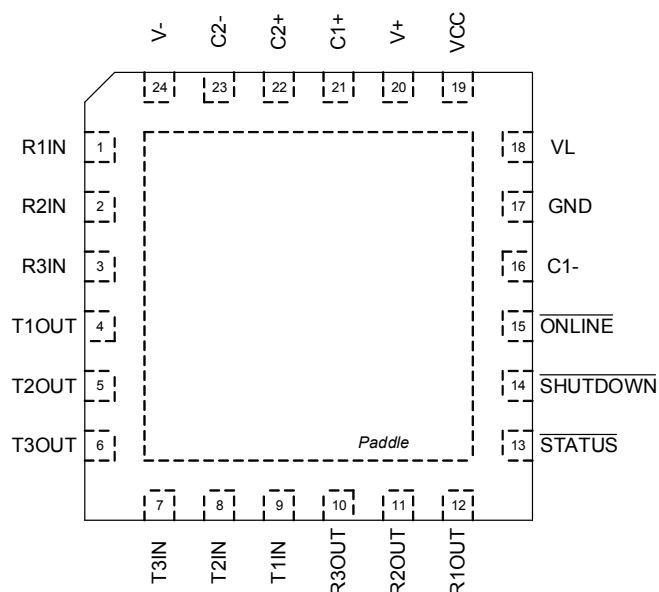 V-
C2-
C2+
C1+
V+
VCC
24
23
22
21
20
19
R1IN
1
18
VL
R2IN
2
17
GND
R3IN
3
16
C1-
T1OUT
4
15
ONLINE
T2OUT
5
14
SHUTDOWN
T3OUT
6
Paddle
13
STATUS
7
8
9
10
11
12
T3IN
T2IN
T1IN
R3OUT
R2OUT
R1OUT